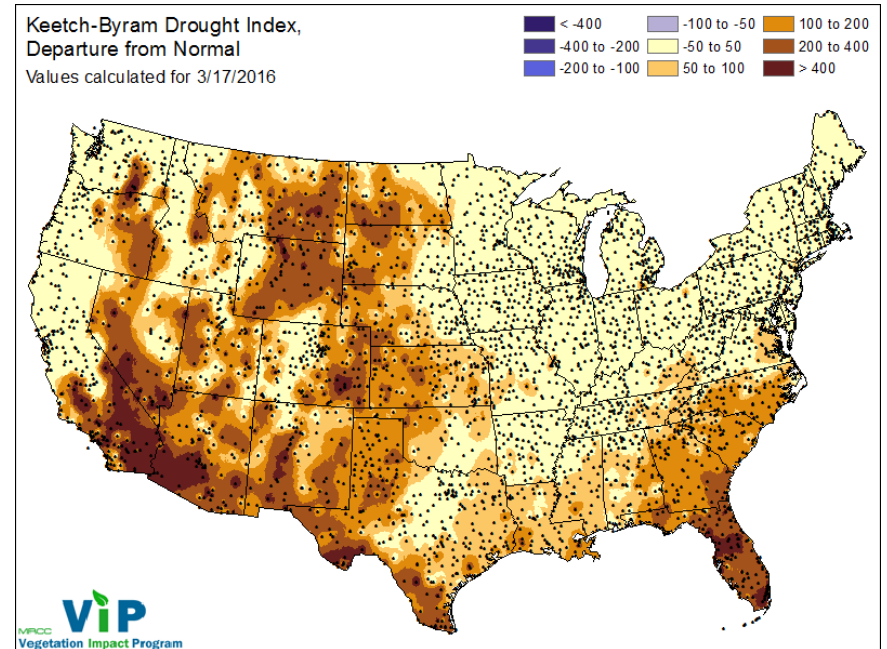 Keetch-Byram Drought Index,
Departure from Normal
Values calculated for 3/17/2016
< -400
-400 to -200
-200 to -100
-100 to -50
-50 to 50
50 to 100
100 to 200
200 to 400
> 400
MRCC ViP
Vegetation Impact Program